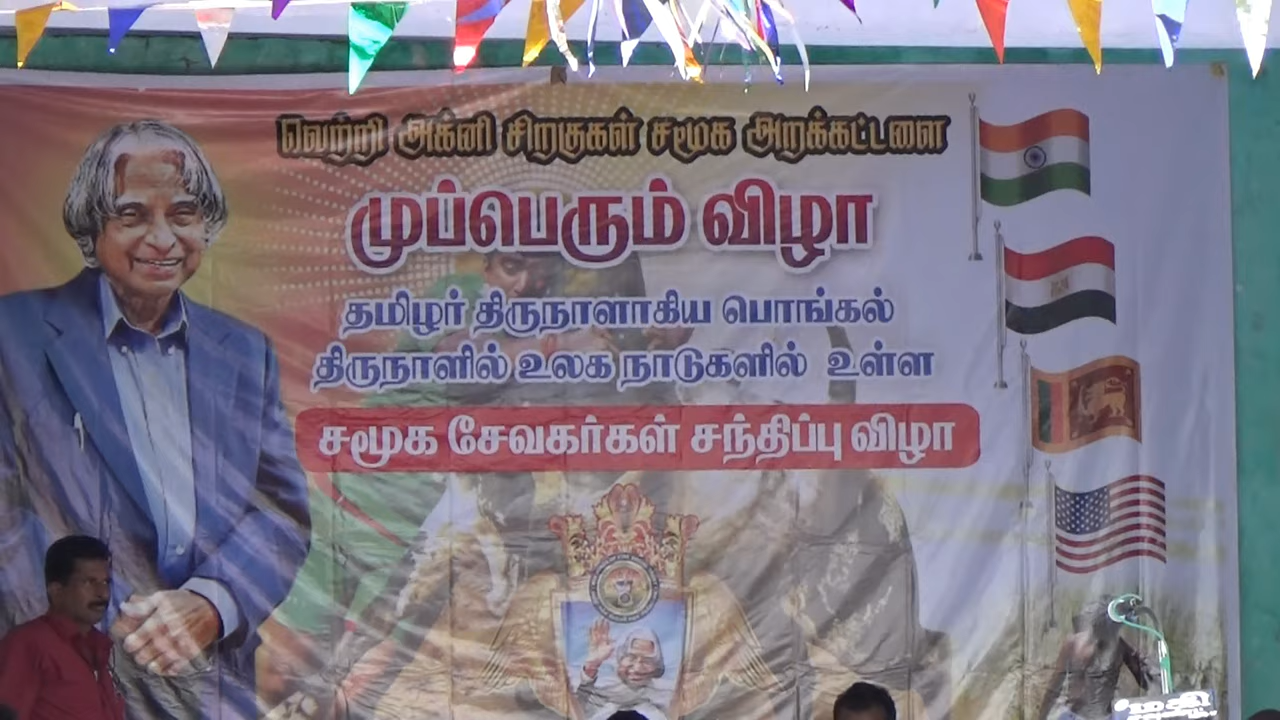 வெற்றி அக்னி சிறகுகள் சமூக அறக்கட்டளை
முப்பெரும் விழா
தமிழர் திருநாளாகிய பொங்கல்
திருநாளில் உலக நாடுகளில் உள்ள
சமூக சேவகர்கள் சந்திப்பு விழா